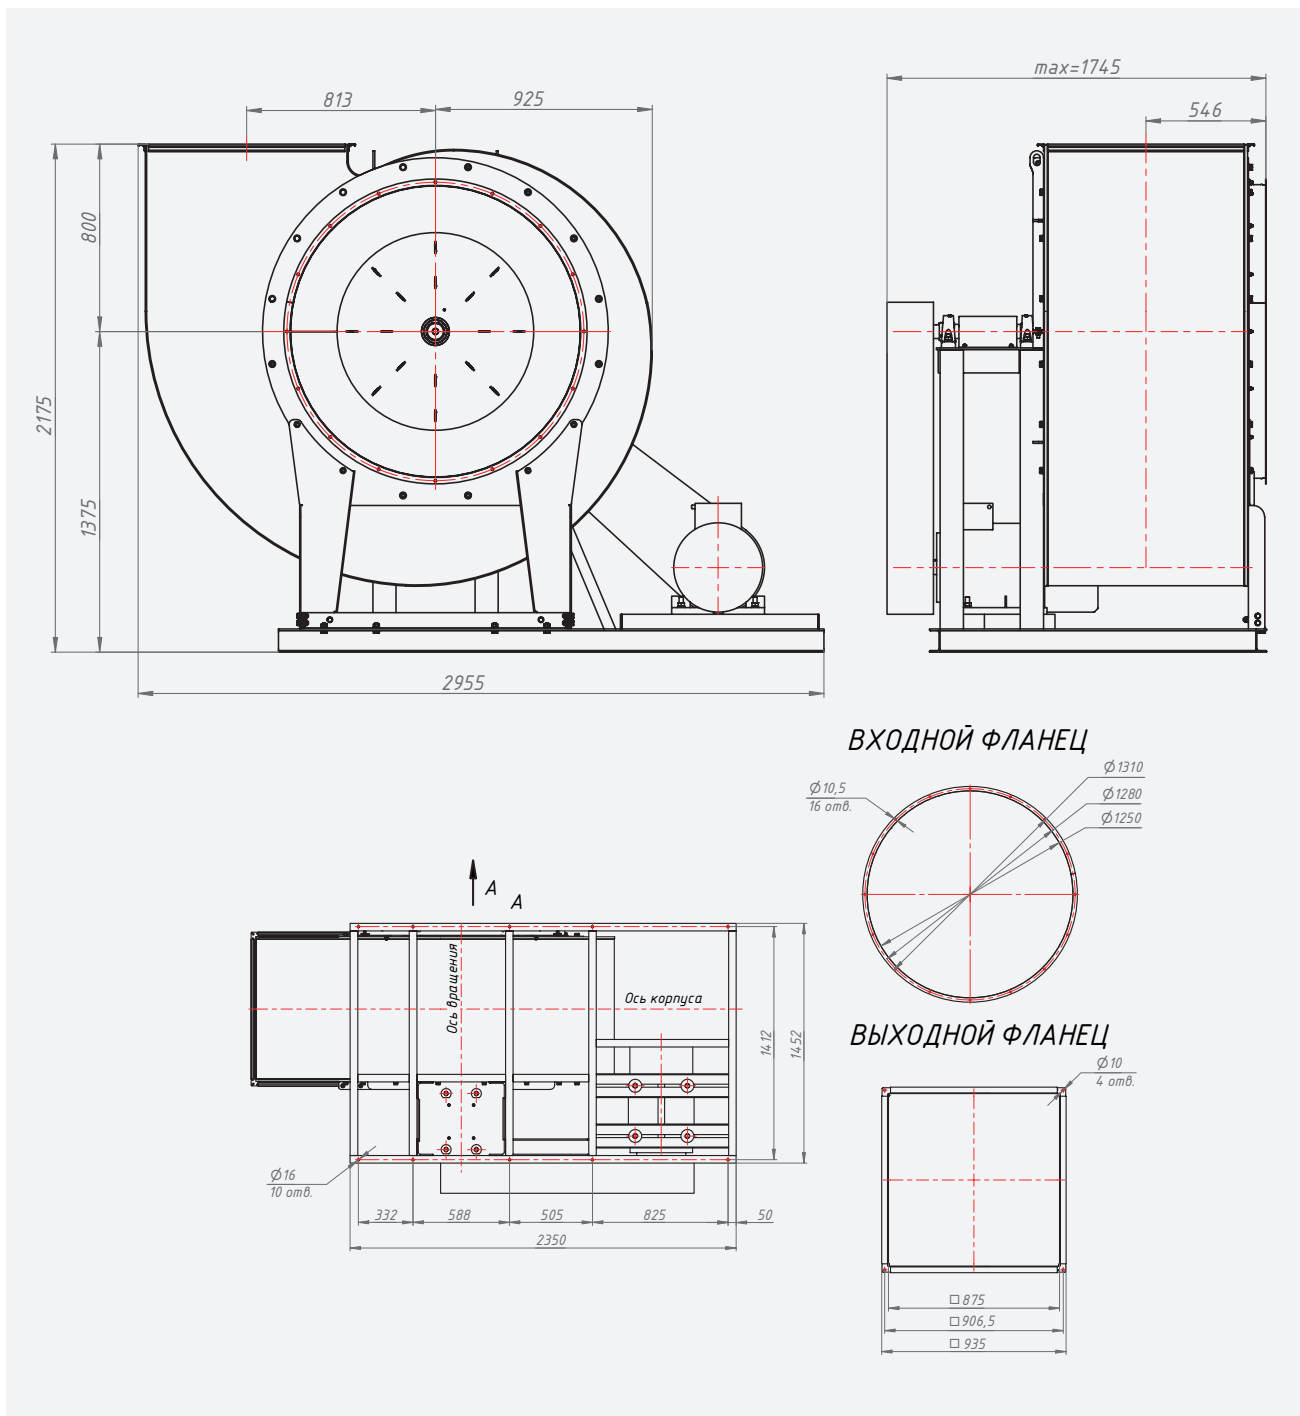 max=1745
813
925
546
800
2175
1375
2955
ВХОДНОЙ ФЛАНЕЦ
Ø1310
Ø10,5
16 отв.
Ø1280
Ø1250
А
А
Ось вращения
Ось корпуса
1412
1452
ВЫХОДНОЙ ФЛАНЕЦ
Ø10
4 отв.
Ø16
10 отв.
332
588
505
825
50
2350
□875
□906,5
□935